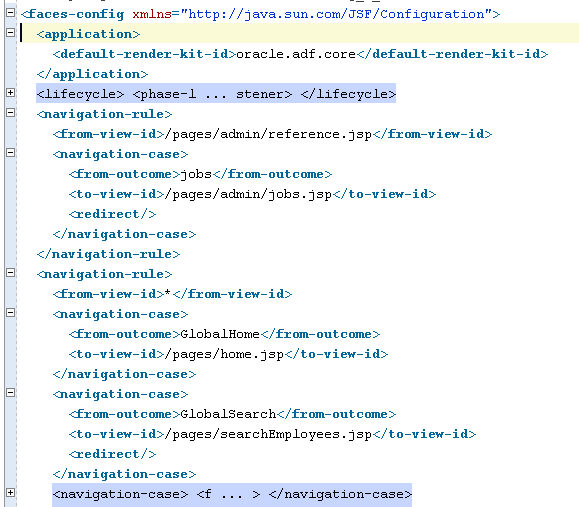 <faces-config xmlns="http://java.sun.com/JSF/Configuration">
<application>
<default-render-kit-id>oracle.adf.core</default-render-kit-id>
</application>
<lifecycle> <phase-l ... stener> </lifecycle>
<navigation-rule>
<from-view-id>/pages/admin/reference.jsp</from-view-id>
<navigation-case>
<from-outcome>jobs</from-outcome>
<to-view-id>/pages/admin/jobs.jsp</to-view-id>
<redirect/>
</navigation-case>
</navigation-rule>
<navigation-rule>
<from-view-id>*</from-view-id>
<navigation-case>
<from-outcome>GlobalHome</from-outcome>
<to-view-id>/pages/home.jsp</to-view-id>
</navigation-case>
<navigation-case>
<from-outcome>GlobalSearch</from-outcome>
<to-view-id>/pages/searchEmployees.jsp</to-view-id>
<redirect/>
</navigation-case>
<navigation-case> <f ... > </navigation-case>